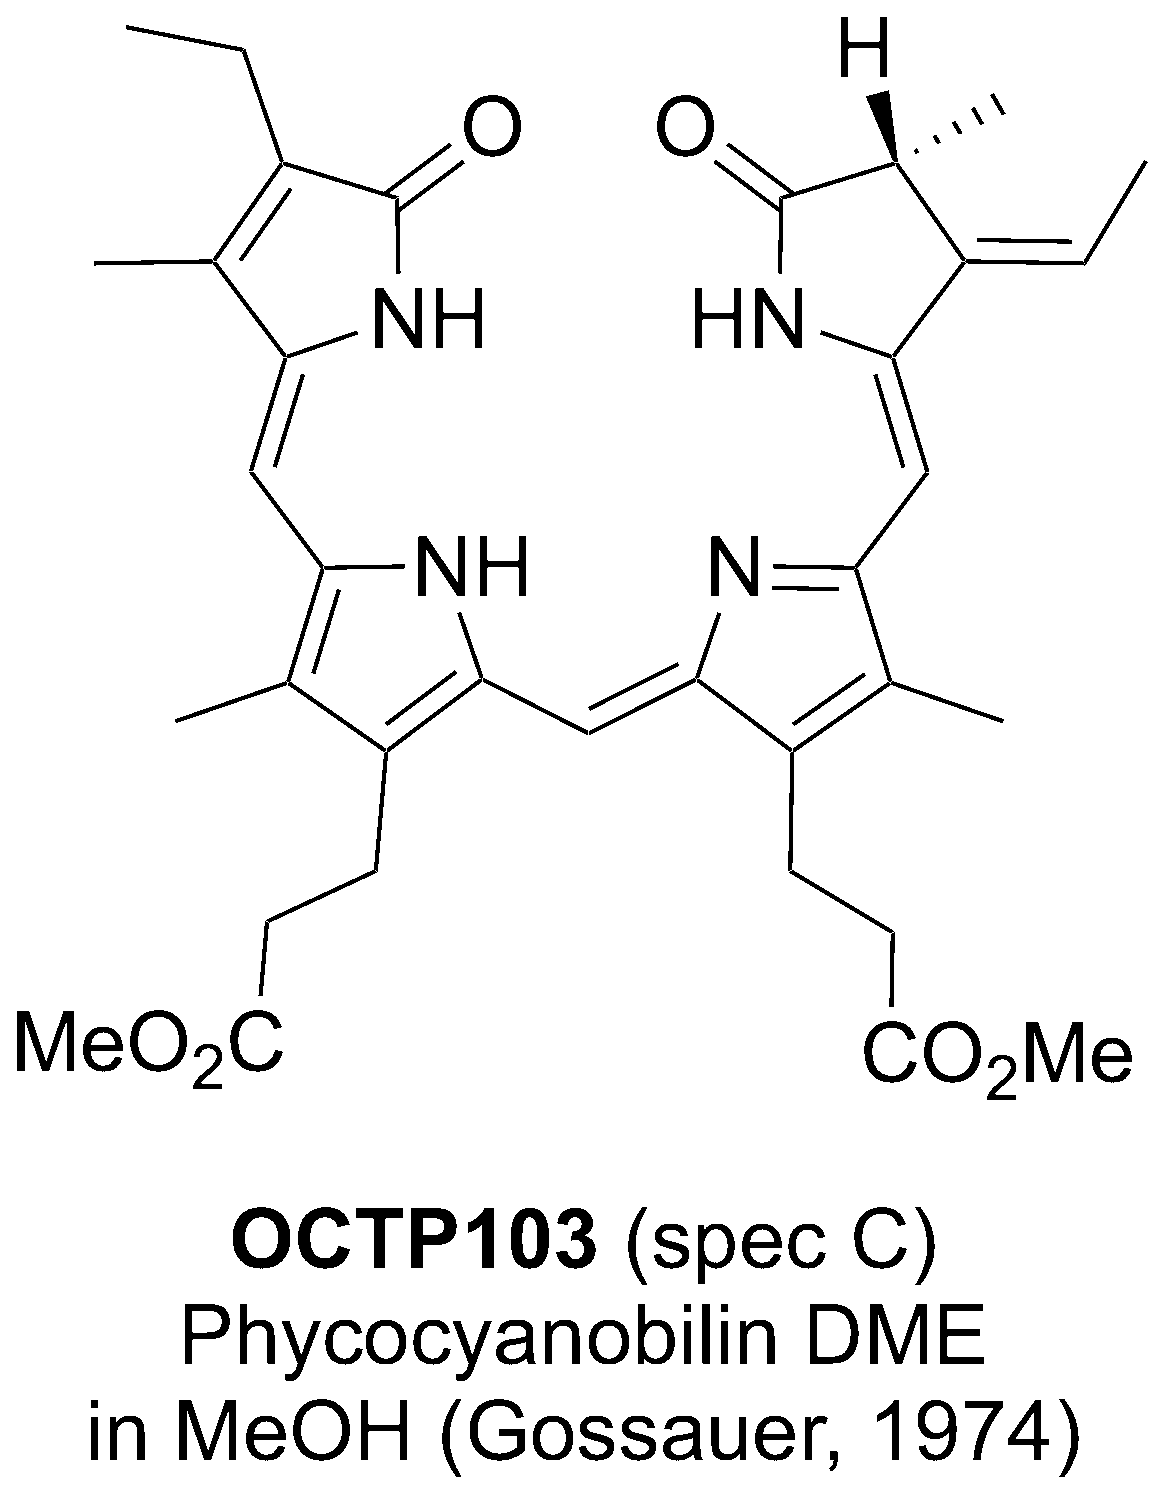 H
O O
NH HN
NH N
MeO2C CO2Me
OCTP103 (spec C)
Phycocyanobilin DME
in MeOH (Gossauer, 1974)